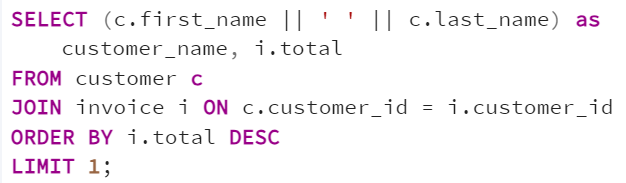 SELECT (c.first_name || ' ' || c.last_name) as
    customer_name, i.total
FROM customer c
JOIN invoice i ON c.customer_id = i.customer_id
ORDER BY i.total DESC
LIMIT 1;